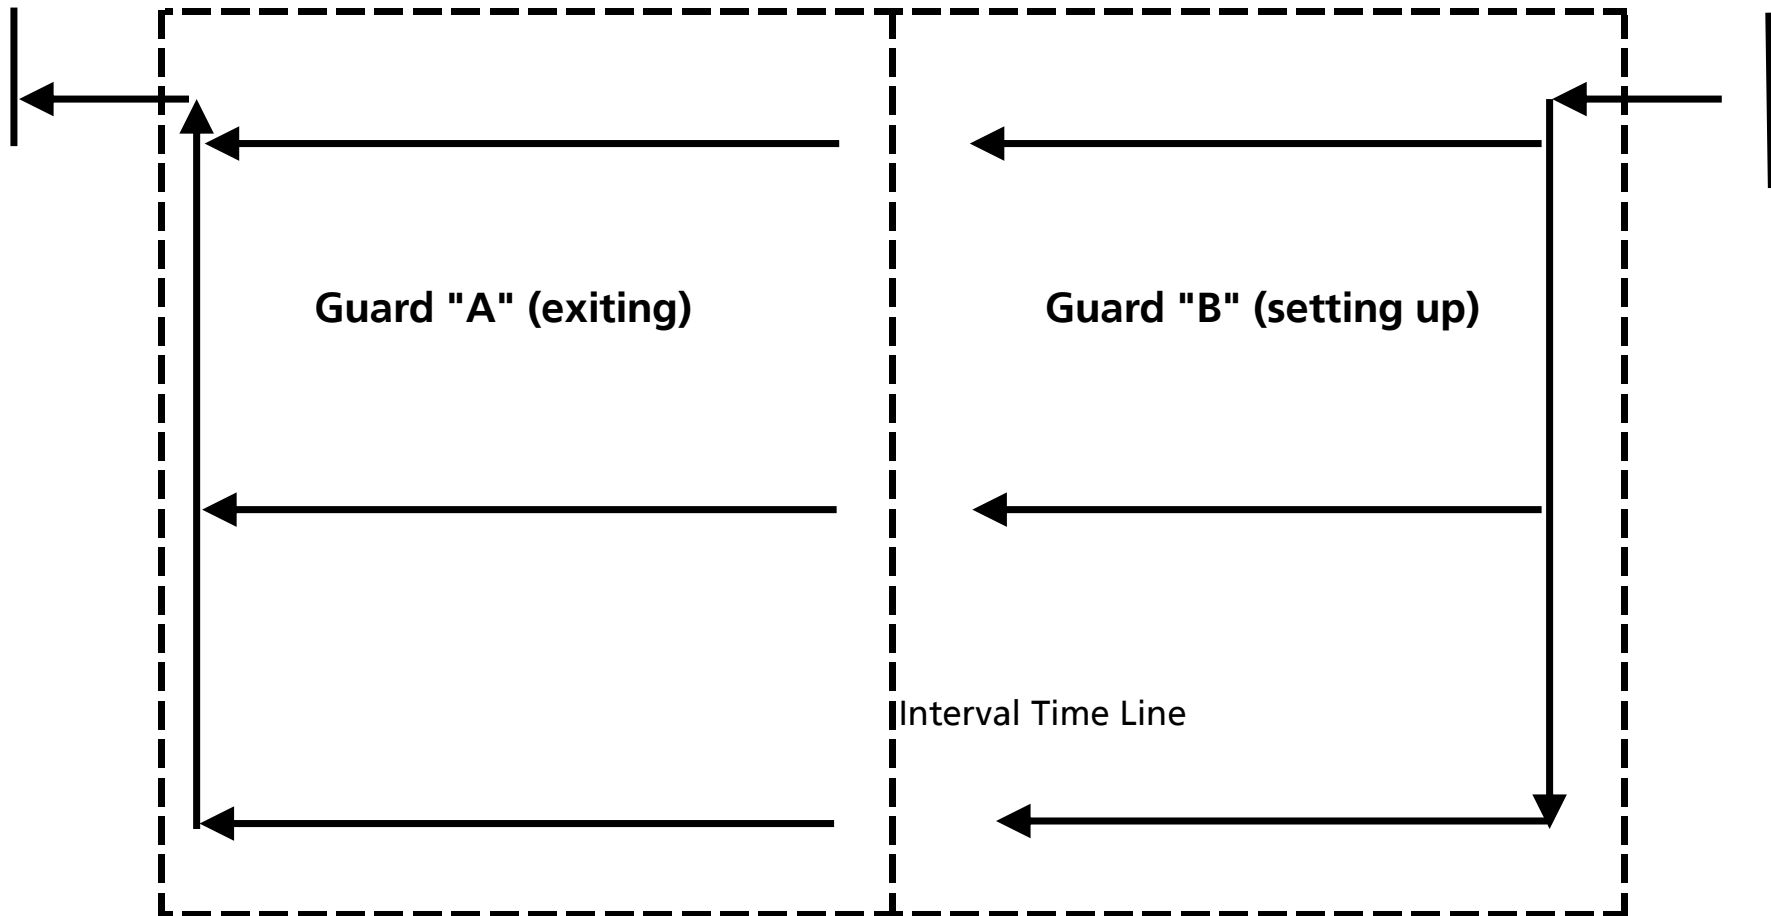 Guard "A" (exiting)
Guard "B" (setting up)
Interval Time Line